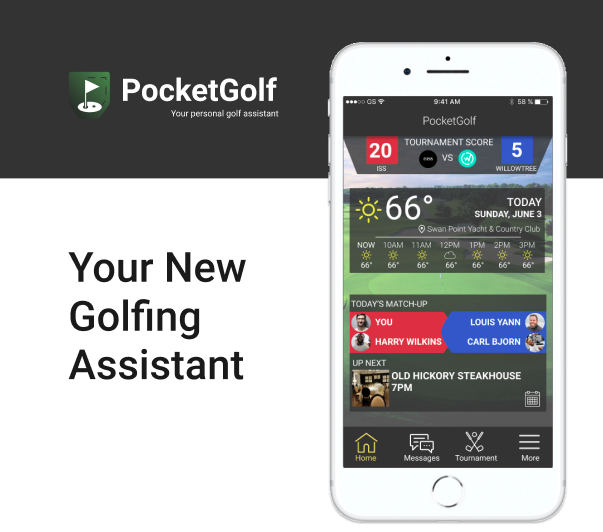 PocketGolf
Your personal golf assistant
Your New
Golfing
Assistant
GS 9:41 AM 58 %
PocketGolf
20 TOURNAMENT SCORE 5
VS
ISS WILLOWTREE
66° TODAY
SUNDAY, JUNE 3
Swan Point Yacht & Country Club
NOW 10AM 11AM 12PM 1PM 2PM 3PM
66° 66° 66° 66° 66° 66° 66°
TODAY'S MATCH-UP
YOU LOUIS YANN
HARRY WILKINS CARL BJORN
UP NEXT
OLD HICKORY STEAKHOUSE
7PM
Home Messages Tournament More